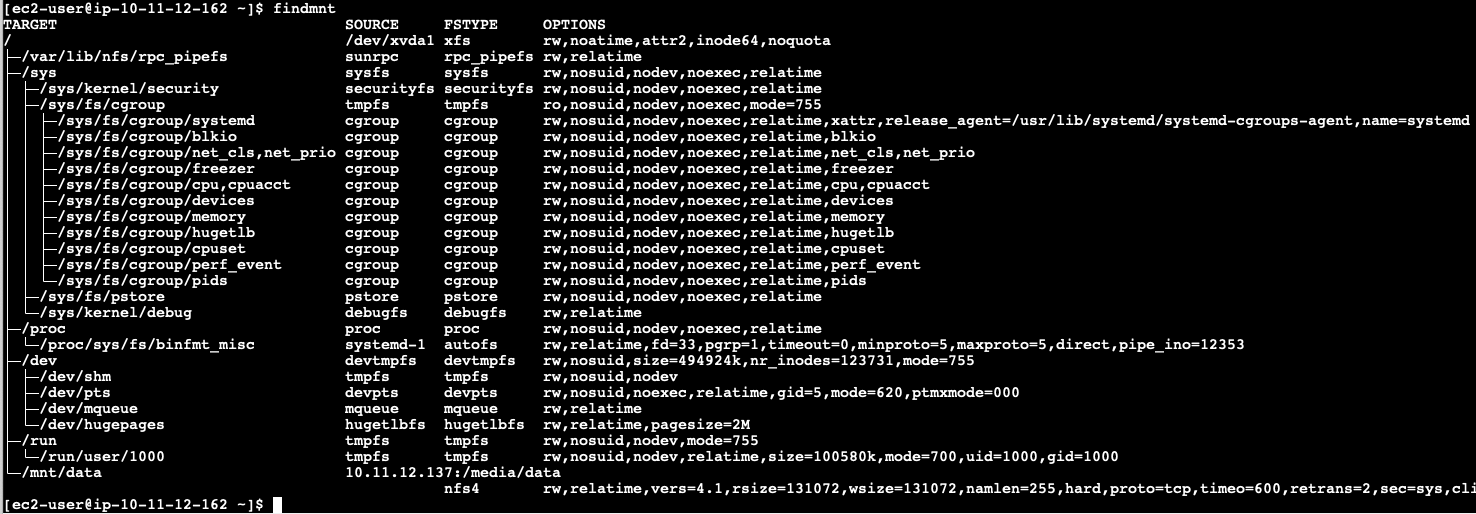 [ec2-user@ip-10-11-12-162 ~]$ findmnt
TARGET                                SOURCE     FSTYPE     OPTIONS
/                                     /dev/xvda1 xfs        rw,noatime,attr2,inode64,noquota
├─/var/lib/nfs/rpc_pipefs             sunrpc     rpc_pipefs rw,relatime
├─/sys                                sysfs      sysfs      rw,nosuid,nodev,noexec,relatime
│ ├─/sys/kernel/security              securityfs securityfs rw,nosuid,nodev,noexec,relatime
│ ├─/sys/fs/cgroup                    tmpfs      tmpfs      ro,nosuid,nodev,noexec,mode=755
│ │ ├─/sys/fs/cgroup/systemd          cgroup     cgroup     rw,nosuid,nodev,noexec,relatime,xattr,release_agent=/usr/lib/systemd/systemd-cgroups-agent,name=systemd
│ │ ├─/sys/fs/cgroup/blkio            cgroup     cgroup     rw,nosuid,nodev,noexec,relatime,blkio
│ │ ├─/sys/fs/cgroup/net_cls,net_prio cgroup     cgroup     rw,nosuid,nodev,noexec,relatime,net_cls,net_prio
│ │ ├─/sys/fs/cgroup/freezer          cgroup     cgroup     rw,nosuid,nodev,noexec,relatime,freezer
│ │ ├─/sys/fs/cgroup/cpu,cpuacct      cgroup     cgroup     rw,nosuid,nodev,noexec,relatime,cpu,cpuacct
│ │ ├─/sys/fs/cgroup/devices          cgroup     cgroup     rw,nosuid,nodev,noexec,relatime,devices
│ │ ├─/sys/fs/cgroup/memory           cgroup     cgroup     rw,nosuid,nodev,noexec,relatime,memory
│ │ ├─/sys/fs/cgroup/hugetlb          cgroup     cgroup     rw,nosuid,nodev,noexec,relatime,hugetlb
│ │ ├─/sys/fs/cgroup/cpuset           cgroup     cgroup     rw,nosuid,nodev,noexec,relatime,cpuset
│ │ ├─/sys/fs/cgroup/perf_event       cgroup     cgroup     rw,nosuid,nodev,noexec,relatime,perf_event
│ │ └─/sys/fs/cgroup/pids             cgroup     cgroup     rw,nosuid,nodev,noexec,relatime,pids
│ ├─/sys/fs/pstore                    pstore     pstore     rw,nosuid,nodev,noexec,relatime
│ └─/sys/kernel/debug                 debugfs    debugfs    rw,relatime
├─/proc                               proc       proc       rw,nosuid,nodev,noexec,relatime
│ └─/proc/sys/fs/binfmt_misc          systemd-1  autofs     rw,relatime,fd=33,pgrp=1,timeout=0,minproto=5,maxproto=5,direct,pipe_ino=12353
├─/dev                                devtmpfs   devtmpfs   rw,nosuid,size=494924k,nr_inodes=123731,mode=755
│ ├─/dev/shm                          tmpfs      tmpfs      rw,nosuid,nodev
│ ├─/dev/pts                          devpts     devpts     rw,nosuid,noexec,relatime,gid=5,mode=620,ptmxmode=000
│ ├─/dev/mqueue                       mqueue     mqueue     rw,relatime
│ └─/dev/hugepages                    hugetlbfs  hugetlbfs  rw,relatime,pagesize=2M
├─/run                                tmpfs      tmpfs      rw,nosuid,nodev,mode=755
│ └─/run/user/1000                    tmpfs      tmpfs      rw,nosuid,nodev,relatime,size=100580k,mode=700,uid=1000,gid=1000
└─/mnt/data                           10.11.12.137:/media/data
                                                 nfs4       rw,relatime,vers=4.1,rsize=131072,wsize=131072,namlen=255,hard,proto=tcp,timeo=600,retrans=2,sec=sys,cli
[ec2-user@ip-10-11-12-162 ~]$